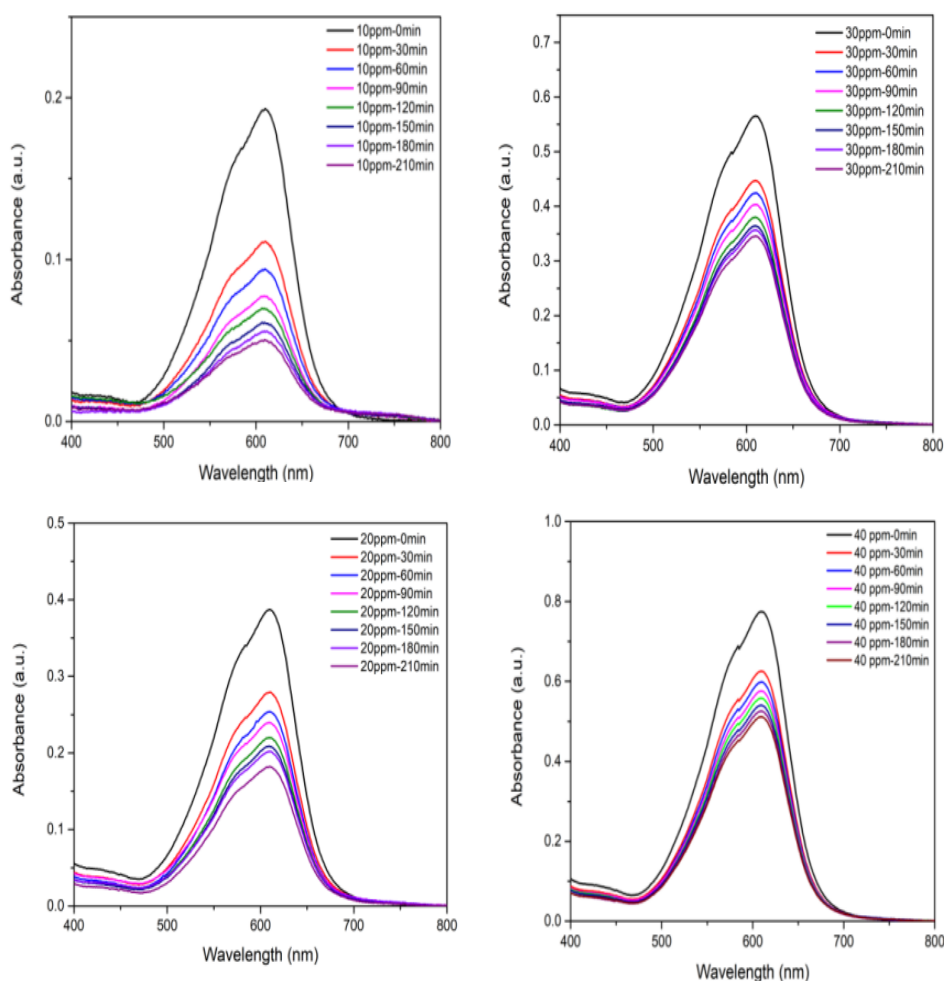 10ppm-0min
10ppm-30min
10ppm-60min
10ppm-90min
10ppm-120min
10ppm-150min
10ppm-180min
10ppm-210min
0.2
0.1
0.0
400 500 600 700 800
Absorbance (a.u.)
Wavelength (nm)
30ppm-0min
30ppm-30min
30ppm-60min
30ppm-90min
30ppm-120min
30ppm-150min
30ppm-180min
30ppm-210min
0.7
0.6
0.5
0.4
0.3
0.2
0.1
0.0
400 500 600 700 800
Absorbance (a.u.)
Wavelength (nm)
20ppm-0min
20ppm-30min
20ppm-60min
20ppm-90min
20ppm-120min
20ppm-150min
20ppm-180min
20ppm-210min
0.5
0.4
0.3
0.2
0.1
0.0
400 500 600 700 800
Absorbance (a.u.)
Wavelength (nm)
40 ppm-0min
40 ppm-30min
40 ppm-60min
40 ppm-90min
40 ppm-120min
40 ppm-150min
40 ppm-180min
40 ppm-210min
1.0
0.8
0.6
0.4
0.2
0.0
400 500 600 700 800
Absorbance (a.u.)
Wavelength (nm)